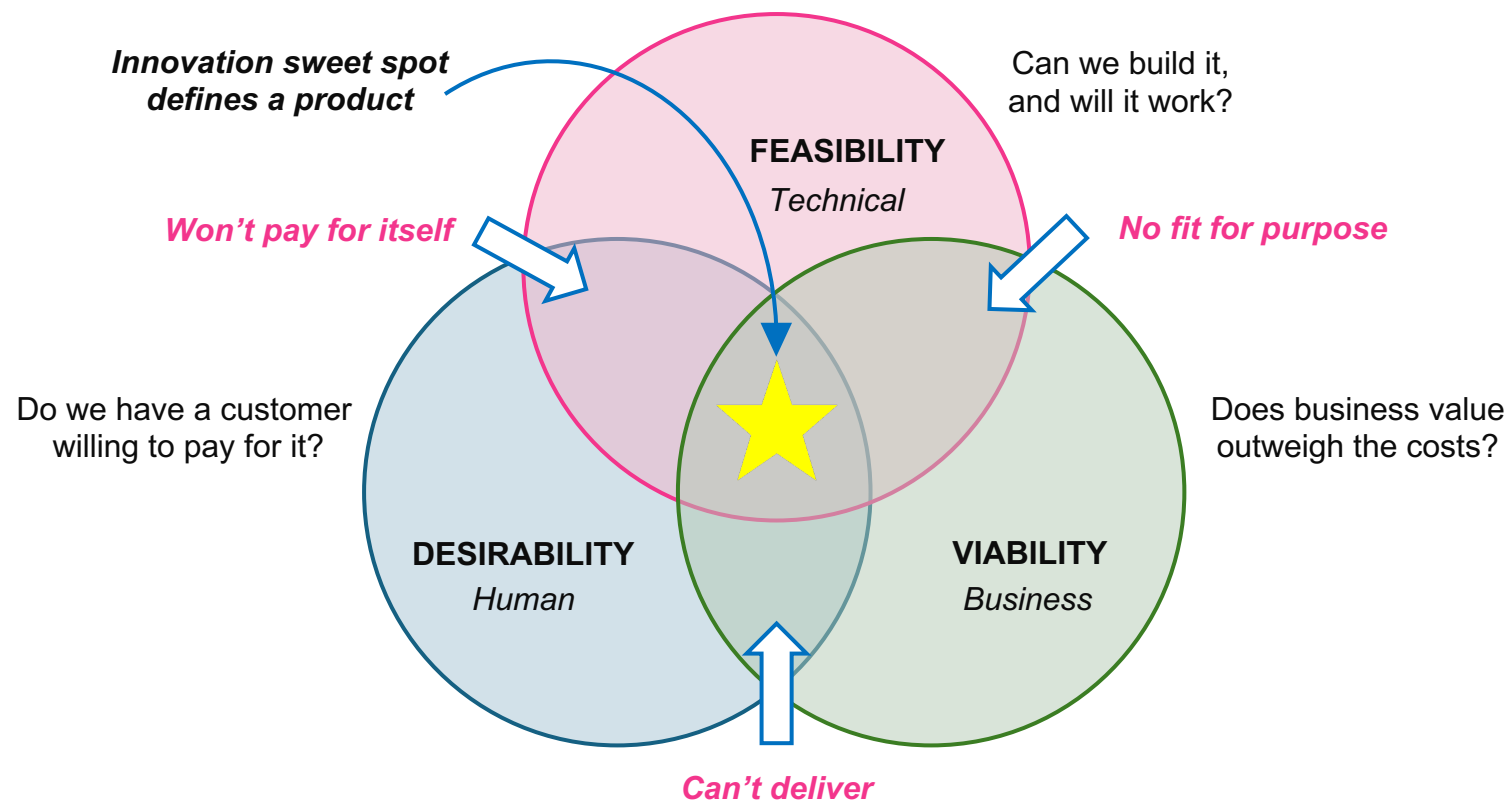 Innovation sweet spot
defines a product
Can we build it,
and will it work?
FEASIBILITY
Technical
Won’t pay for itself
No fit for purpose
Do we have a customer
willing to pay for it?
Does business value
outweigh the costs?
DESIRABILITY
Human
VIABILITY
Business
Can’t deliver